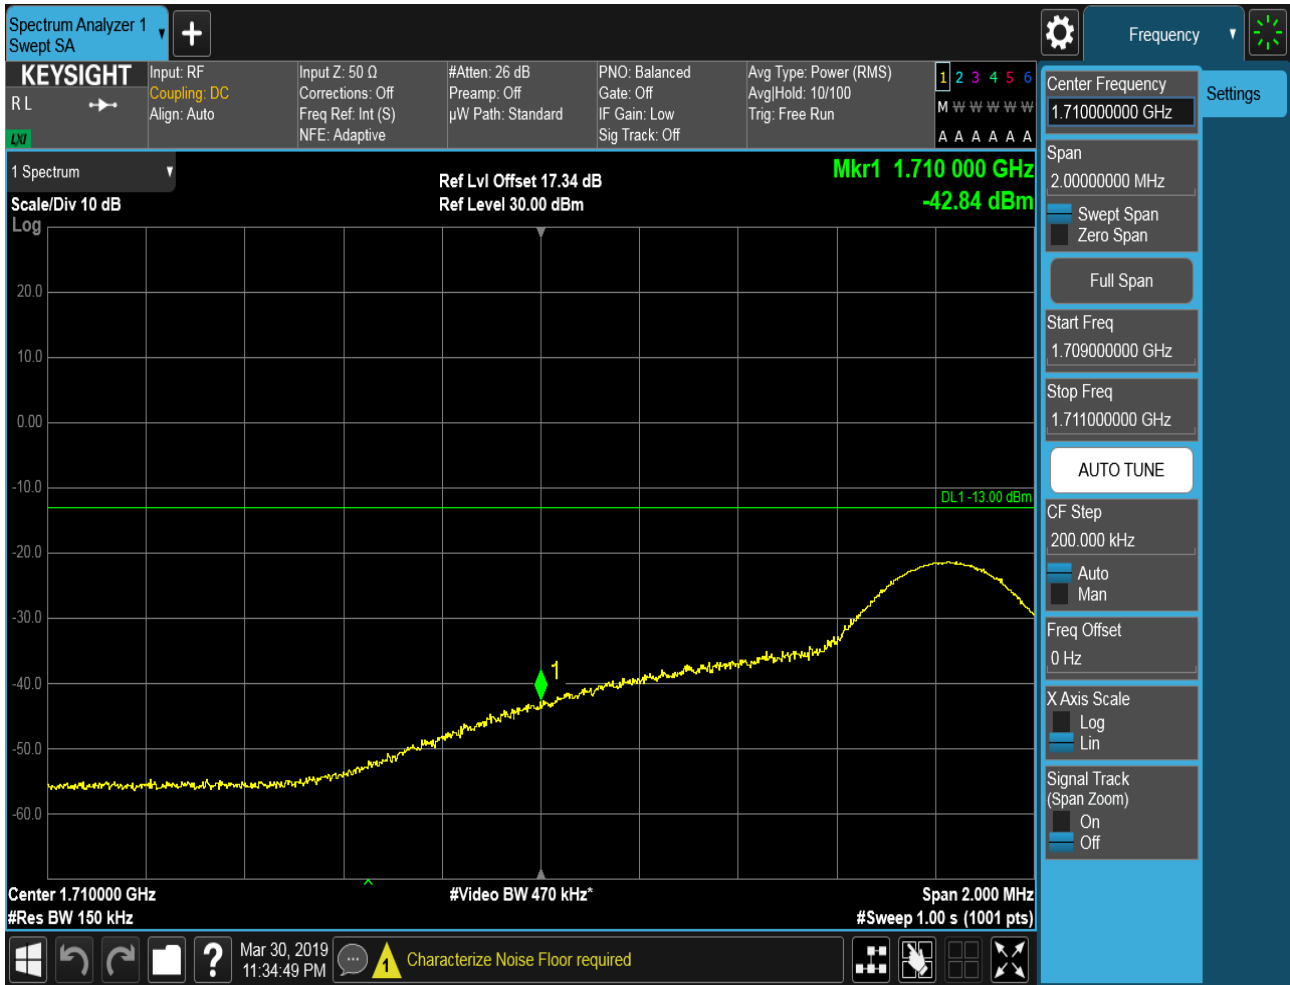 Spectrum Analyzer 1
Swept SA
Frequency
KEYSIGHT
R L
LXI
Input: RF
Coupling: DC
Align: Auto
Input Z: 50 Ω
Corrections: Off
Freq Ref: Int (S)
NFE: Adaptive
#Atten: 26 dB
Preamp: Off
µW Path: Standard
PNO: Balanced
Gate: Off
IF Gain: Low
Sig Track: Off
Avg Type: Power (RMS)
Avg|Hold: 10/100
Trig: Free Run
1 2 3 4 5 6
M W W W W W
A A A A A A
Center Frequency
1.710000000 GHz
Settings
Span
2.00000000 MHz
Swept Span
Zero Span
Full Span
Start Freq
1.709000000 GHz
Stop Freq
1.711000000 GHz
AUTO TUNE
CF Step
200.000 kHz
Auto
Man
Freq Offset
0 Hz
X Axis Scale
Log
Lin
Signal Track
(Span Zoom)
On
Off
1 Spectrum
Scale/Div 10 dB
Log
Ref Lvl Offset 17.34 dB
Ref Level 30.00 dBm
Mkr1 1.710 000 GHz
-42.84 dBm
20.0
10.0
0.00
-10.0
DL1 -13.00 dBm
-20.0
-30.0
1
-40.0
-50.0
-60.0
Center 1.710000 GHz
#Video BW 470 kHz*
Span 2.000 MHz
#Res BW 150 kHz
#Sweep 1.00 s (1001 pts)
?
Mar 30, 2019
11:34:49 PM
1
Characterize Noise Floor required